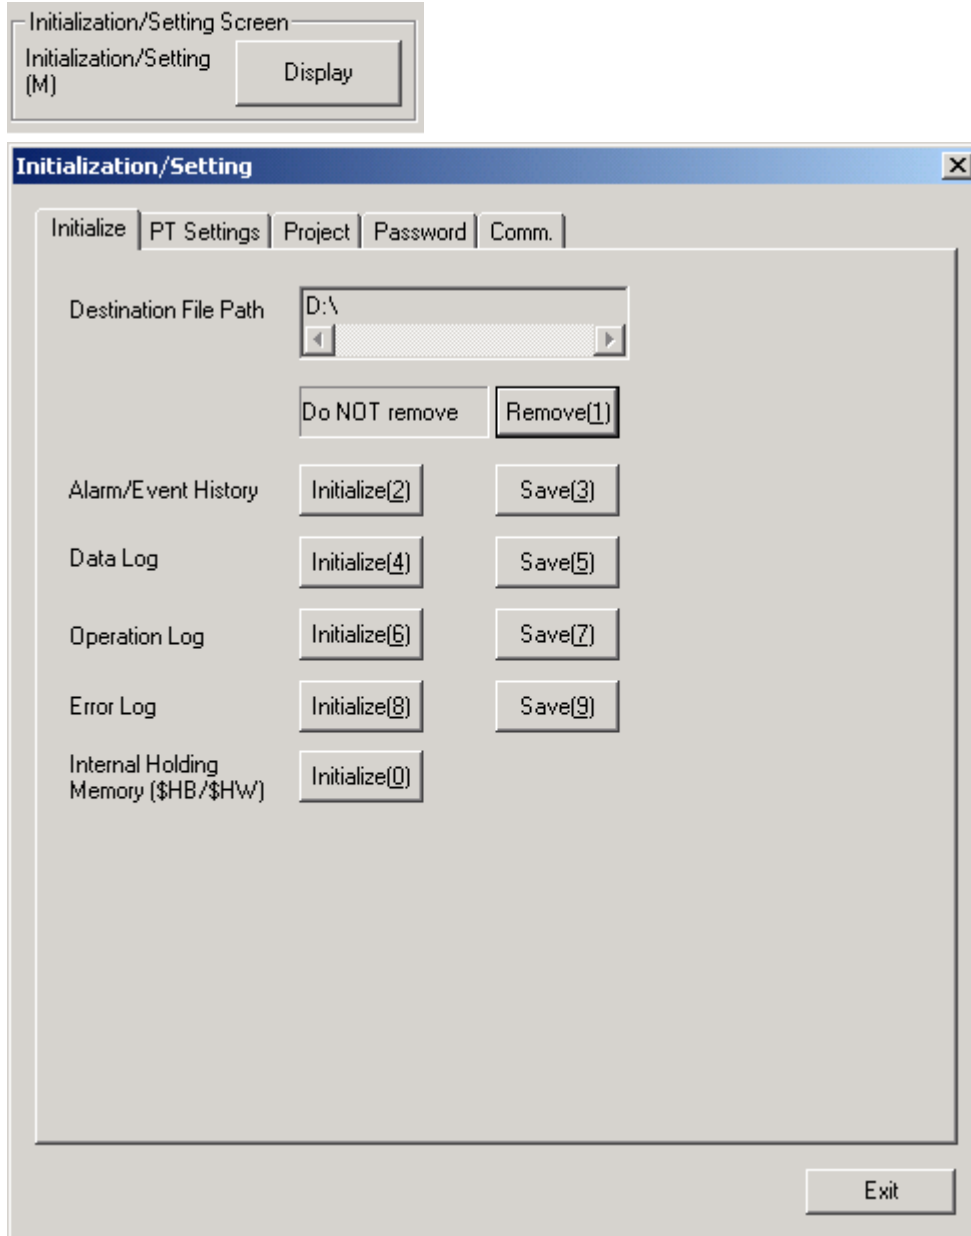 Initialization/Setting Screen
Initialization/Setting
(M)
Display
Initialization/Setting
Initialize PT Settings Project Password Comm.
Destination File Path D:\
Do NOT remove Remove(1)
Alarm/Event History Initialize(2) Save(3)
Data Log Initialize(4) Save(5)
Operation Log Initialize(6) Save(7)
Error Log Initialize(8) Save(9)
Internal Holding
Memory ($HB/$HW) Initialize(0)
Exit